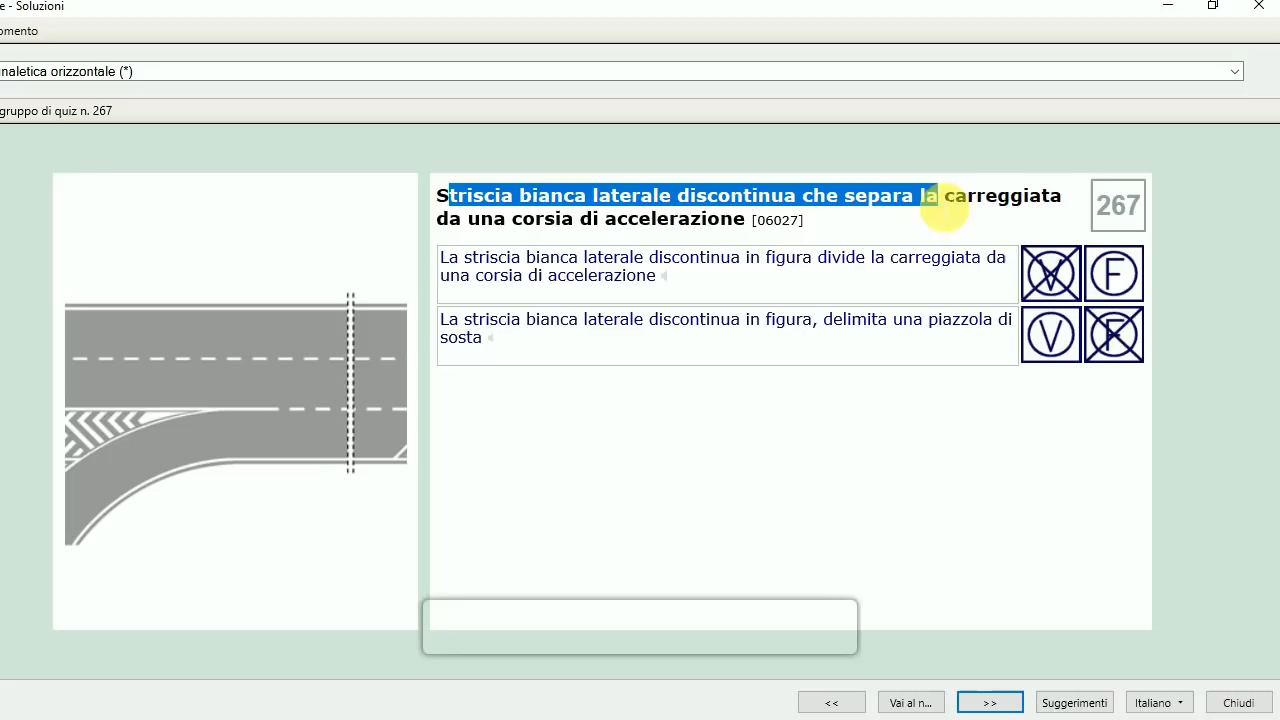 e - Soluzioni
omento
naletica orizzontale (*)
gruppo di quiz n. 267
Striscia bianca laterale discontinua che separa la carreggiata
da una corsia di accelerazione [06027]
267
La striscia bianca laterale discontinua in figura divide la carreggiata da
una corsia di accelerazione
V F
La striscia bianca laterale discontinua in figura, delimita una piazzola di
sosta
V F
<< Vai al n... >> Suggerimenti Italiano Chiudi